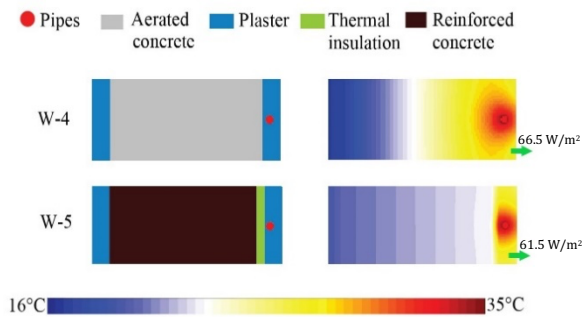 Pipes
Aerated
concrete
Plaster
Thermal
insulation
Reinforced
concrete
W-4
66.5 W/m²
W-5
61.5 W/m²
16°C
35°C